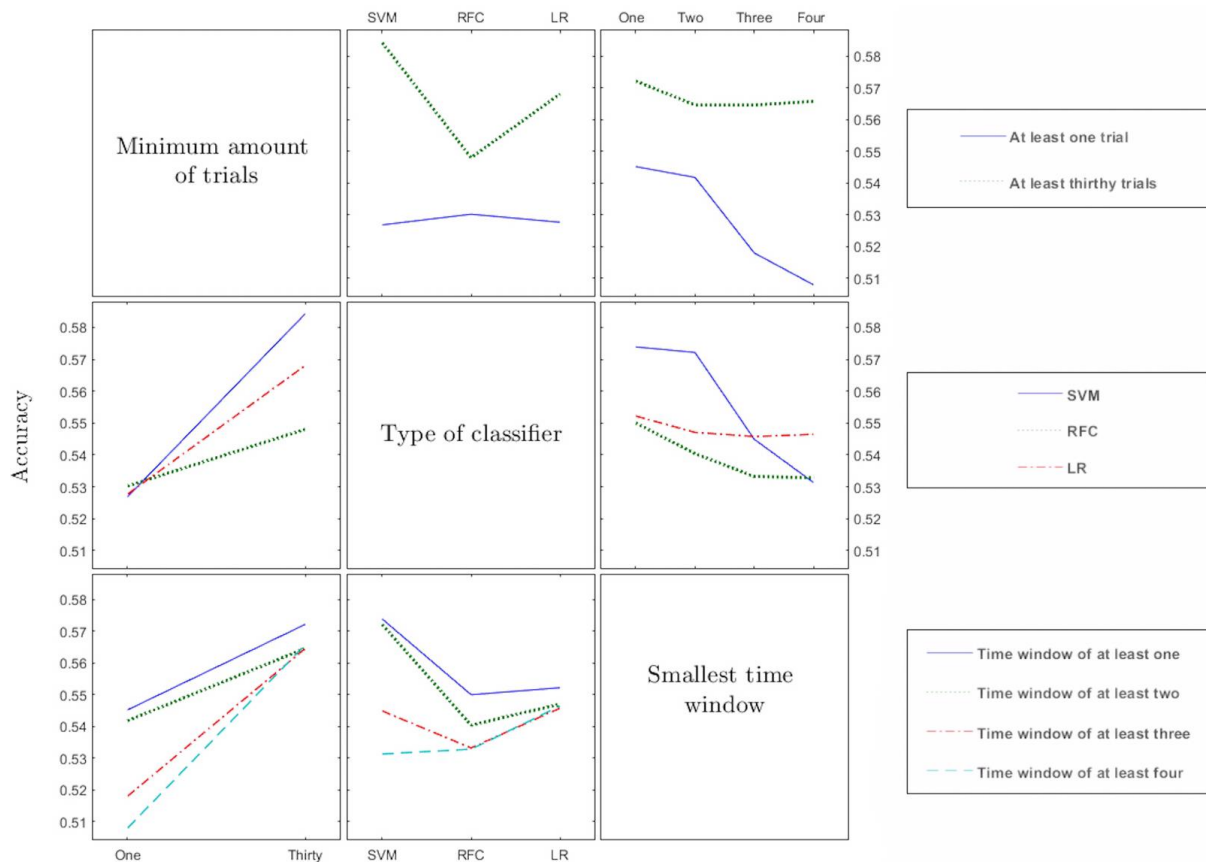 SVM RFC LR
One Two Three Four
Minimum amount
of trials
0.58
0.57
0.56
0.55
0.54
0.53
0.52
0.51
At least one trial
At least thirthy trials
Accuracy
0.58
0.57
0.56
0.55
0.54
0.53
0.52
0.51
Type of classifier
0.58
0.57
0.56
0.55
0.54
0.53
0.52
0.51
SVM
RFC
LR
0.58
0.57
0.56
0.55
0.54
0.53
0.52
0.51
Smallest time
window
Time window of at least one
Time window of at least two
Time window of at least three
Time window of at least four
One Thirty
SVM RFC LR